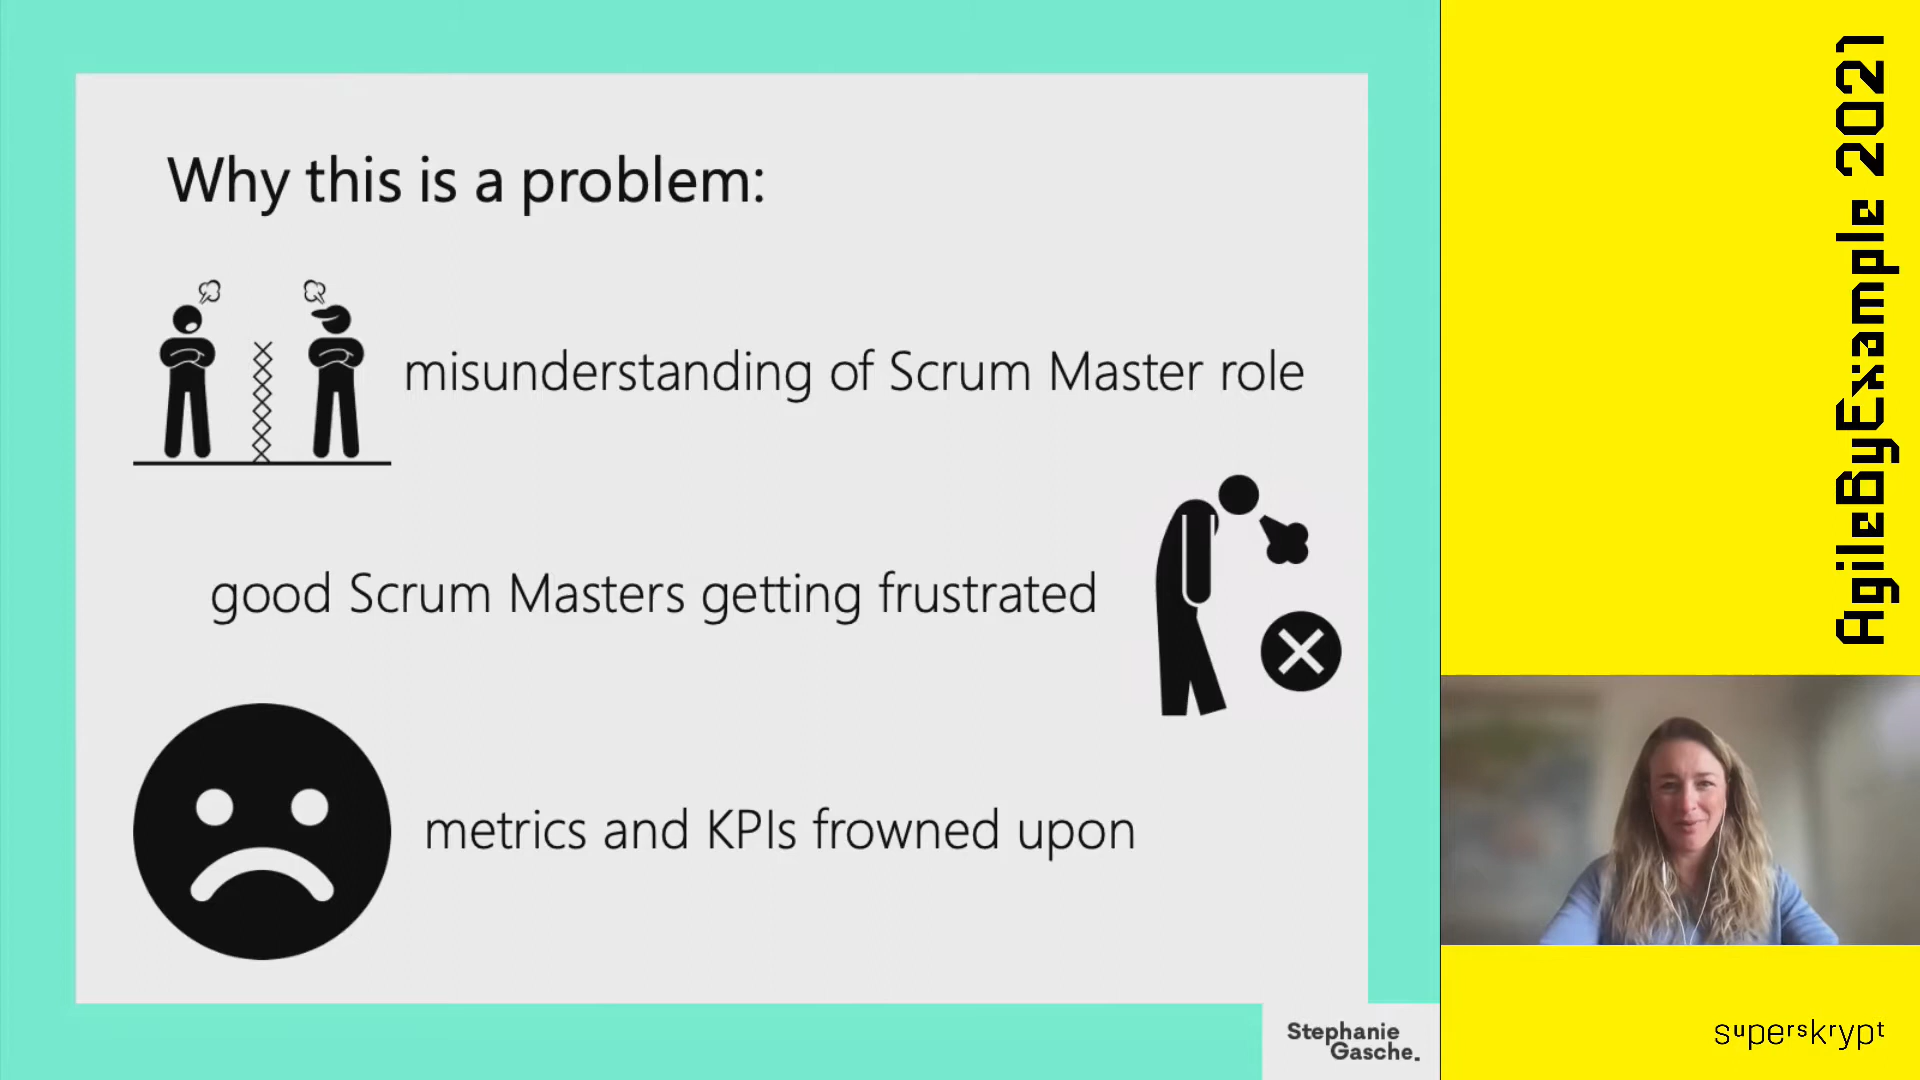 Why this is a problem:
misunderstanding of Scrum Master role
good Scrum Masters getting frustrated
metrics and KPIs frowned upon
Stephanie
Gasche.
AgileByExample 2021
superskrypt